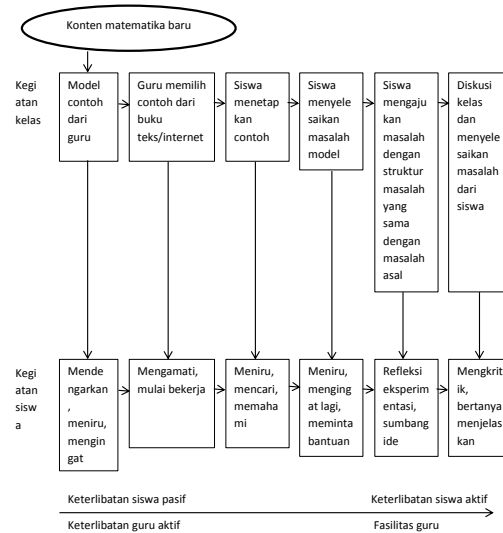 Konten matematika baru
Kegi
atan
kelas
Model
contoh
dari
guru
Guru memilih
contoh dari
buku
teks/internet
Siswa
menetap
kan
contoh
Siswa
menyele
saikan
masalah
model
Siswa
mengaju
kan
masalah
dengan
struktur
masalah
yang
sama
dengan
masalah
asal
Diskusi
kelas
dan
menyele
saikan
masalah
dari
siswa
Kegi
atan
sisw
a
Mende
ngarkan
,
meniru,
mengin
gat
Mengamati,
mulai bekerja
Meniru,
mencari,
memaha
mi
Meniru,
menging
at lagi,
meminta
bantuan
Refleksi
eksperim
entasi,
sumbang
ide
Mengkrit
ik,
bertanya
menjelas
kan
Keterlibatan siswa pasif
Keterlibatan siswa aktif
Keterlibatan guru aktif
Fasilitas guru